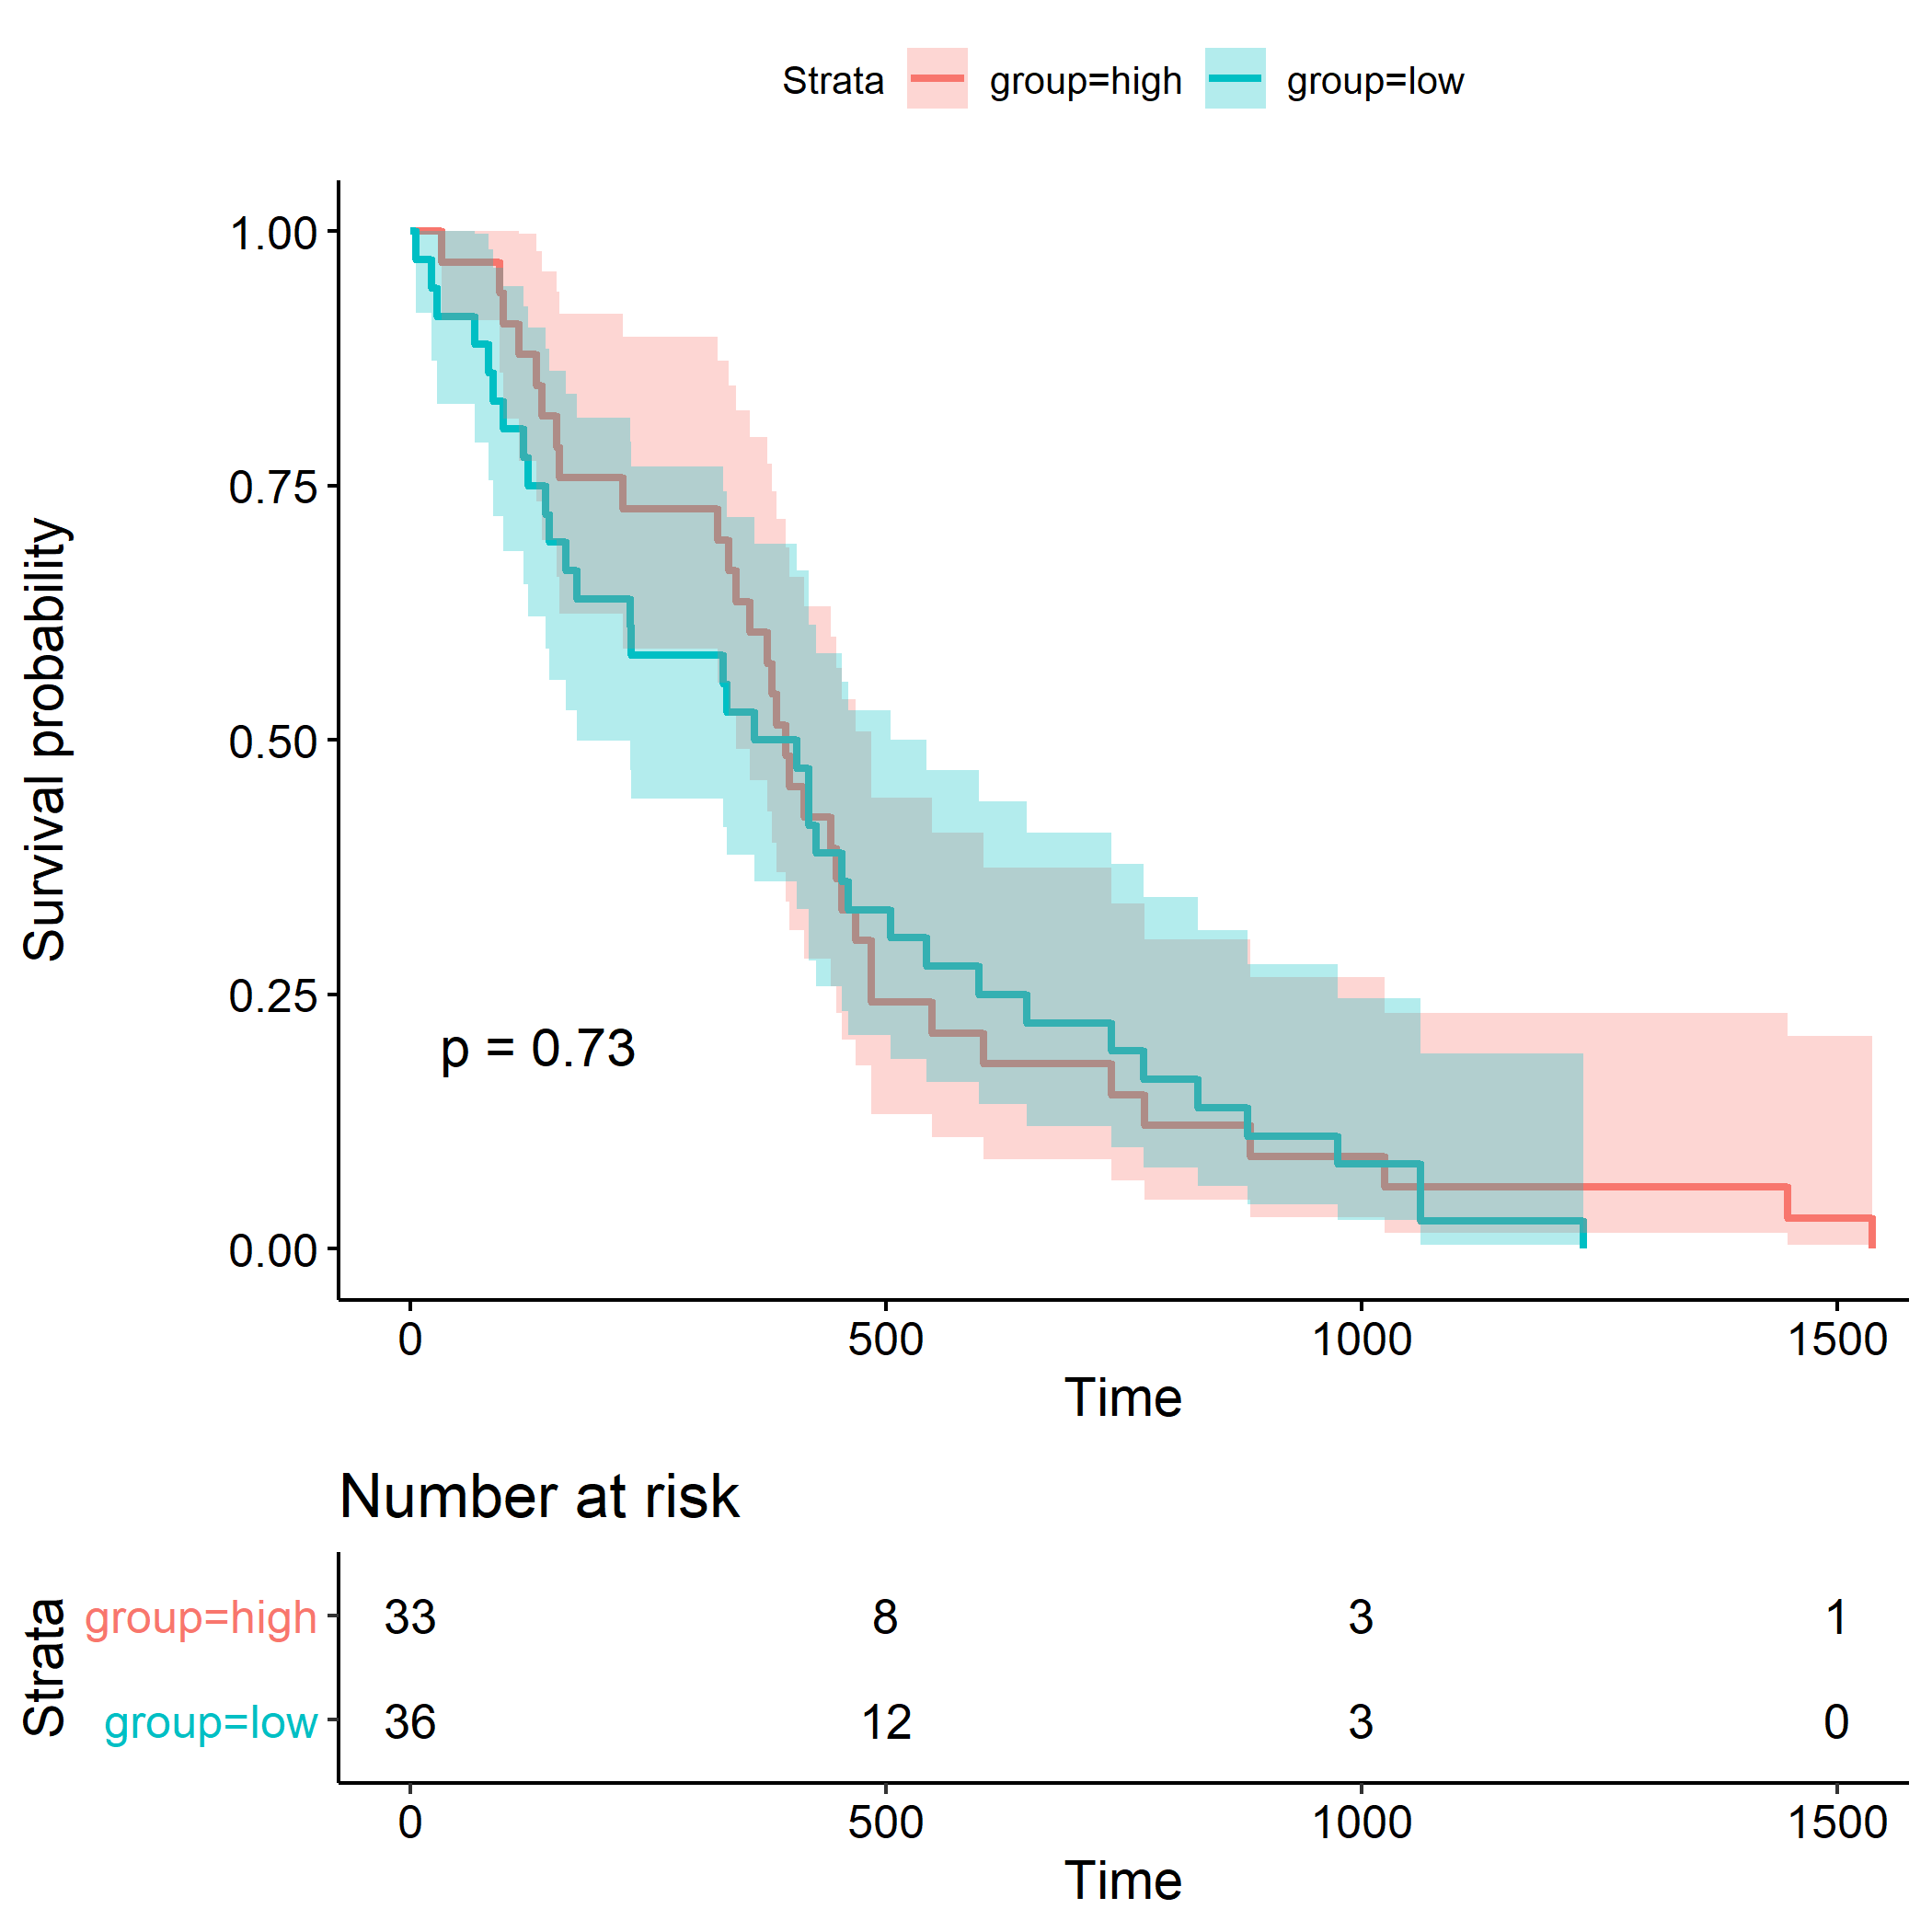 Strata group=high group=low
Survival probability
1.00
0.75
0.50
0.25
0.00
p = 0.73
0 500 1000 1500
Time
Number at risk
Strata
group=high 33 8 3 1
group=low 36 12 3 0
0 500 1000 1500
Time